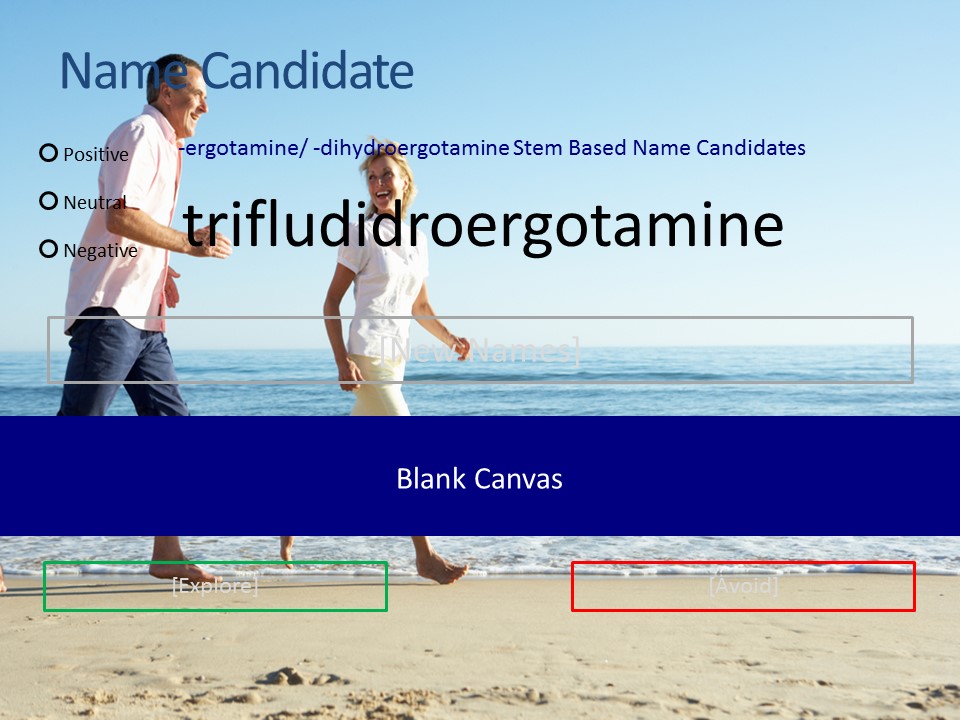 Name Candidate
-ergotamine/ -dihydroergotamine Stem Based Name Candidates
Positive
trifludidroergotamine
Neutral
Negative
[New Names]
Blank Canvas
[Explore]
[Avoid]